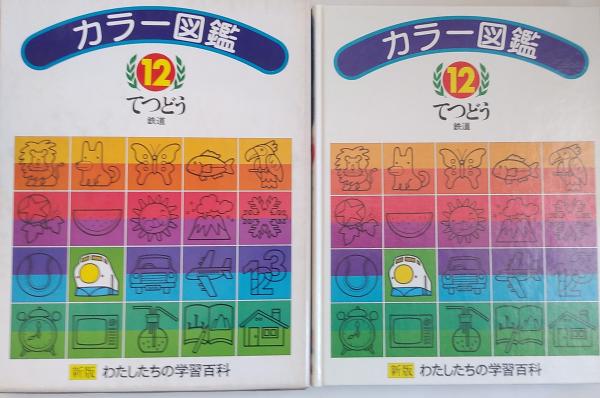 カラー図鑑
12
てつどう
鉄道
123
新版 わたしたちの学習百科
カラー図鑑
12
てつどう
鉄道
123
新版 わたしたちの学習百科